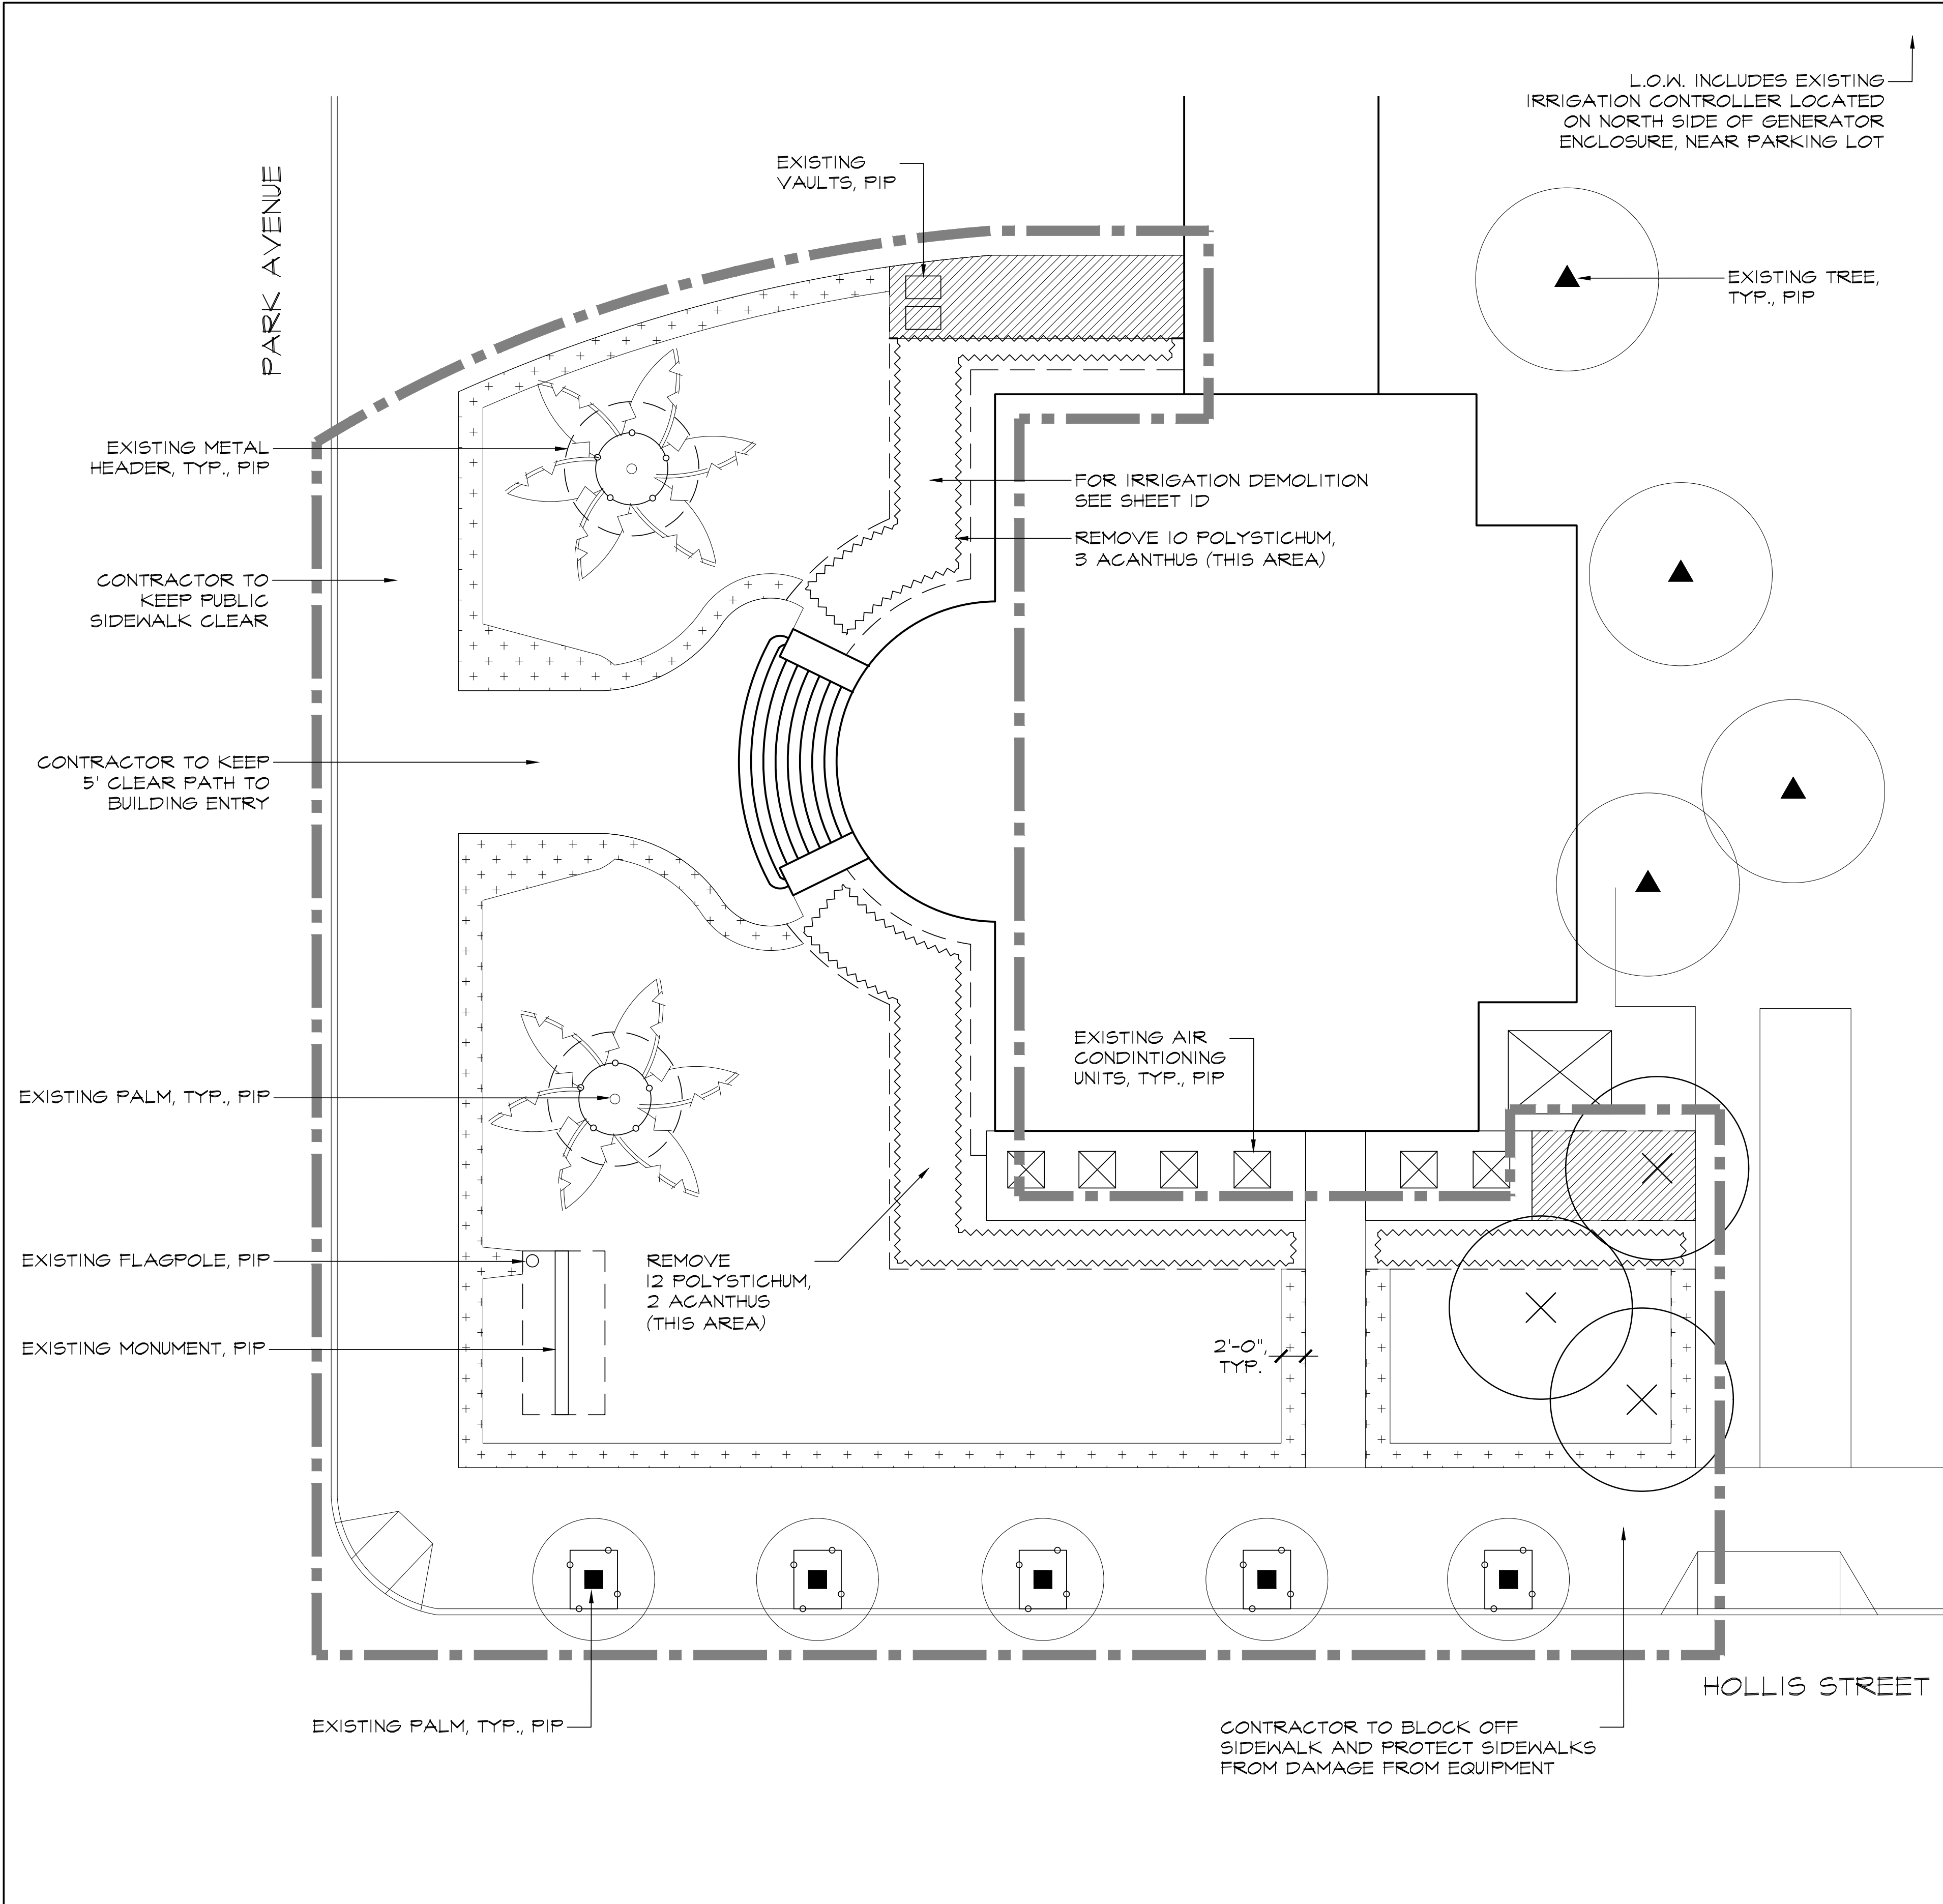 L.O.W. INCLUDES EXISTING
IRRIGATION CONTROLLER LOCATED
ON NORTH SIDE OF GENERATOR
ENCLOSURE, NEAR PARKING LOT
PARK AVENUE
EXISTING
VAULTS, PIP
EXISTING TREE,
TYP., PIP
EXISTING METAL
HEADER, TYP., PIP
FOR IRRIGATION DEMOLITION
SEE SHEET ID
REMOVE 10 POLYSTICHUM,
3 ACANTHUS (THIS AREA)
CONTRACTOR TO
KEEP PUBLIC
SIDEWALK CLEAR
CONTRACTOR TO KEEP
5' CLEAR PATH TO
BUILDING ENTRY
EXISTING AIR
CONDINTIONING
UNITS, TYP., PIP
EXISTING PALM, TYP., PIP
EXISTING FLAGPOLE, PIP
REMOVE
12 POLYSTICHUM,
2 ACANTHUS
(THIS AREA)
EXISTING MONUMENT, PIP
2'-0",
TYP.
HOLLIS STREET
EXISTING PALM, TYP., PIP
CONTRACTOR TO BLOCK OFF
SIDEWALK AND PROTECT SIDEWALKS
FROM DAMAGE FROM EQUIPMENT